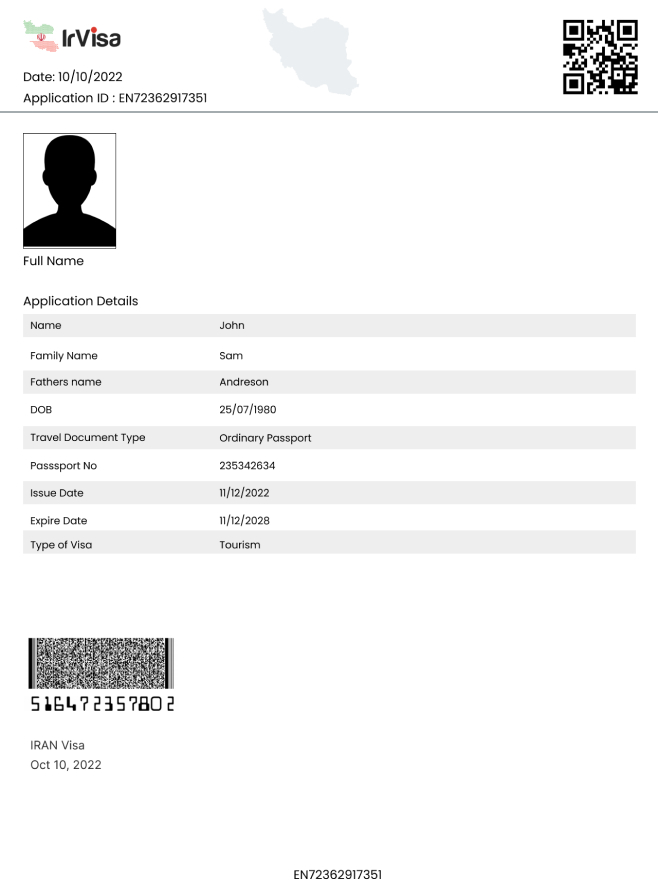 IrVisa
Date: 10/10/2022
Application ID : EN72362917351
Full Name
Application Details
Name John
Family Name Sam
Fathers name Andreson
DOB 25/07/1980
Travel Document Type Ordinary Passport
Passsport No 235342634
Issue Date 11/12/2022
Expire Date 11/12/2028
Type of Visa Tourism
516472357802
IRAN Visa
Oct 10, 2022
EN72362917351